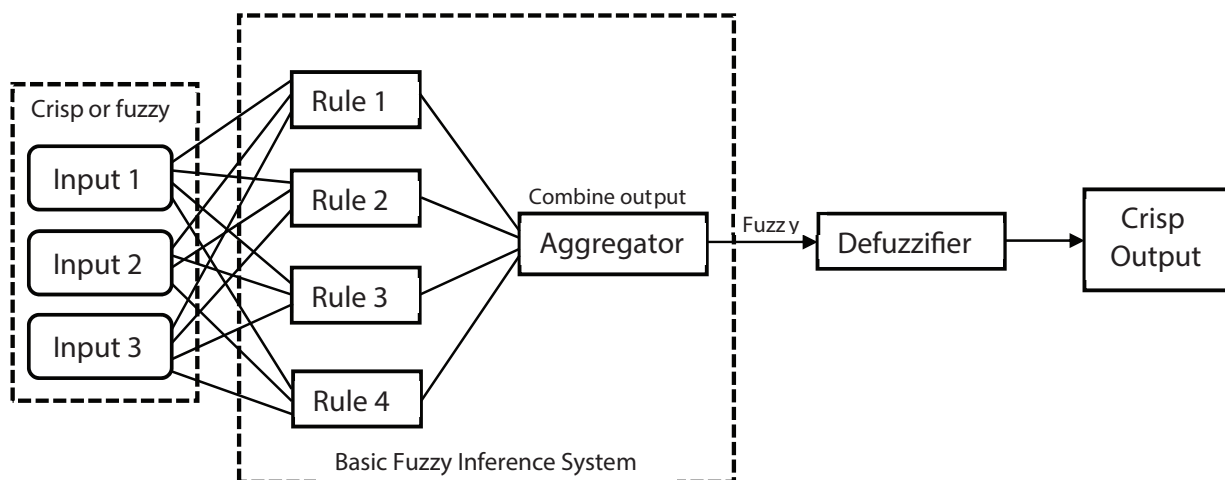 Crisp or fuzzy
Input 1
Input 2
Input 3
Rule 1
Rule 2
Rule 3
Rule 4
Combine output
Aggregator
Basic Fuzzy Inference System
Fuzzy
Defuzzifier
Crisp
Output